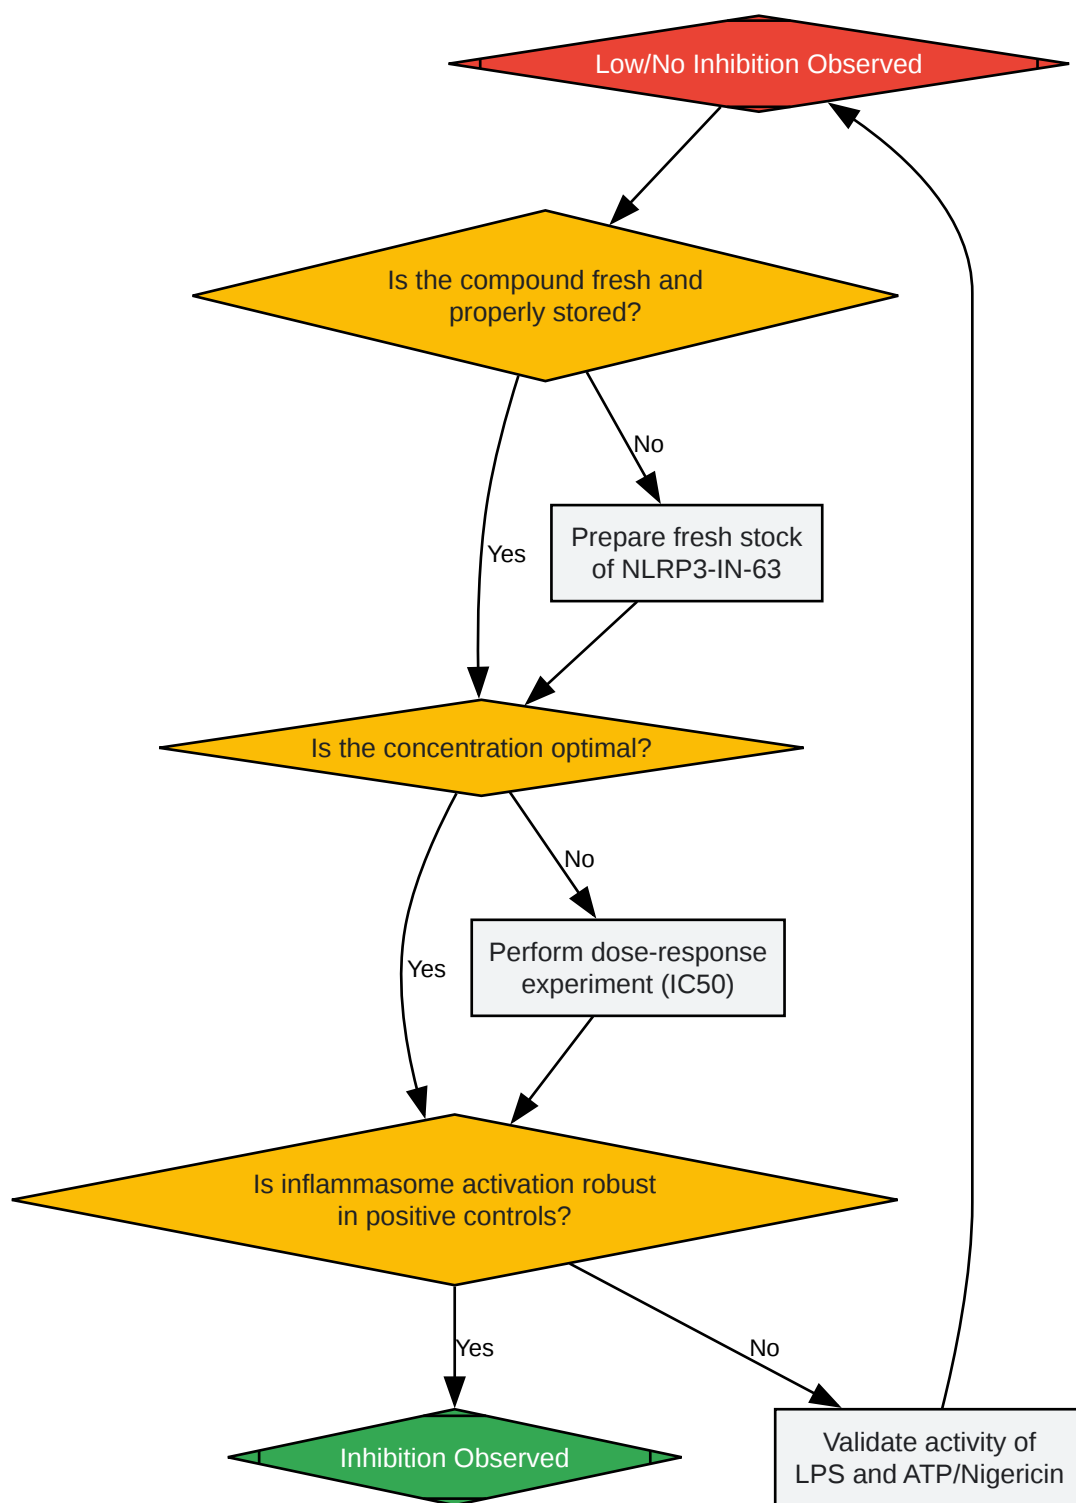 Low/No Inhibition Observed
Is the compound fresh and
properly stored?
No
Yes
Prepare fresh stock
of NLRP3-IN-63
Is the concentration optimal?
No
Yes
Perform dose-response
experiment (IC50)
Is inflammasome activation robust
in positive controls?
Yes
No
Inhibition Observed
Validate activity of
LPS and ATP/Nigericin